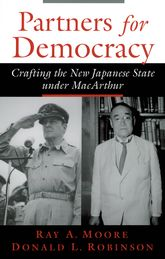 Partners for
Democracy
Crafting the New Japanese State
under MacArthur
RAY A. MOORE
DONALD L. ROBINSON